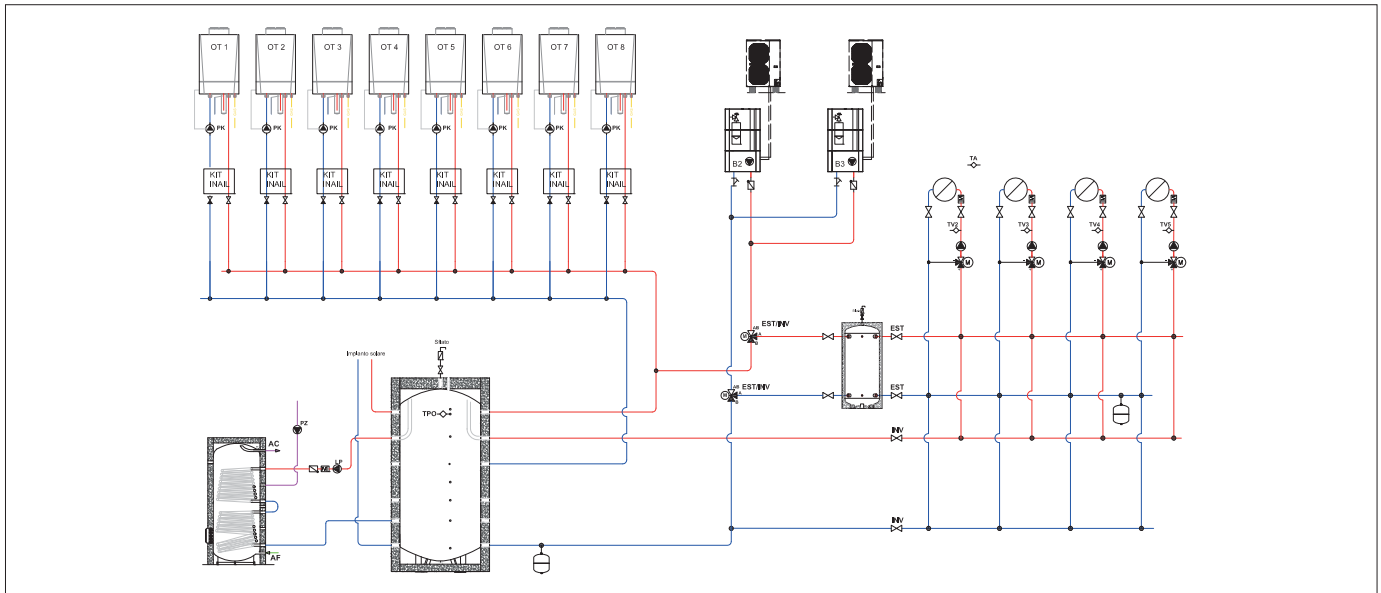 OT 1
OT 2
OT 3
OT 4
OT 5
OT 6
OT 7
OT 8
PK
PK
PK
PK
PK
PK
PK
PK
KIT
INAIL
KIT
INAIL
KIT
INAIL
KIT
INAIL
KIT
INAIL
KIT
INAIL
KIT
INAIL
KIT
INAIL
B2
B3
TA
TV2
TV3
TV4
TV5
M
M
M
M
EST/INV
AB
A
B
M
EST
EST/INV
AB
A
B
M
EST
Sfiato
Impianto solare
TPO
PZ
AC
LP
M
AF
INV
INV